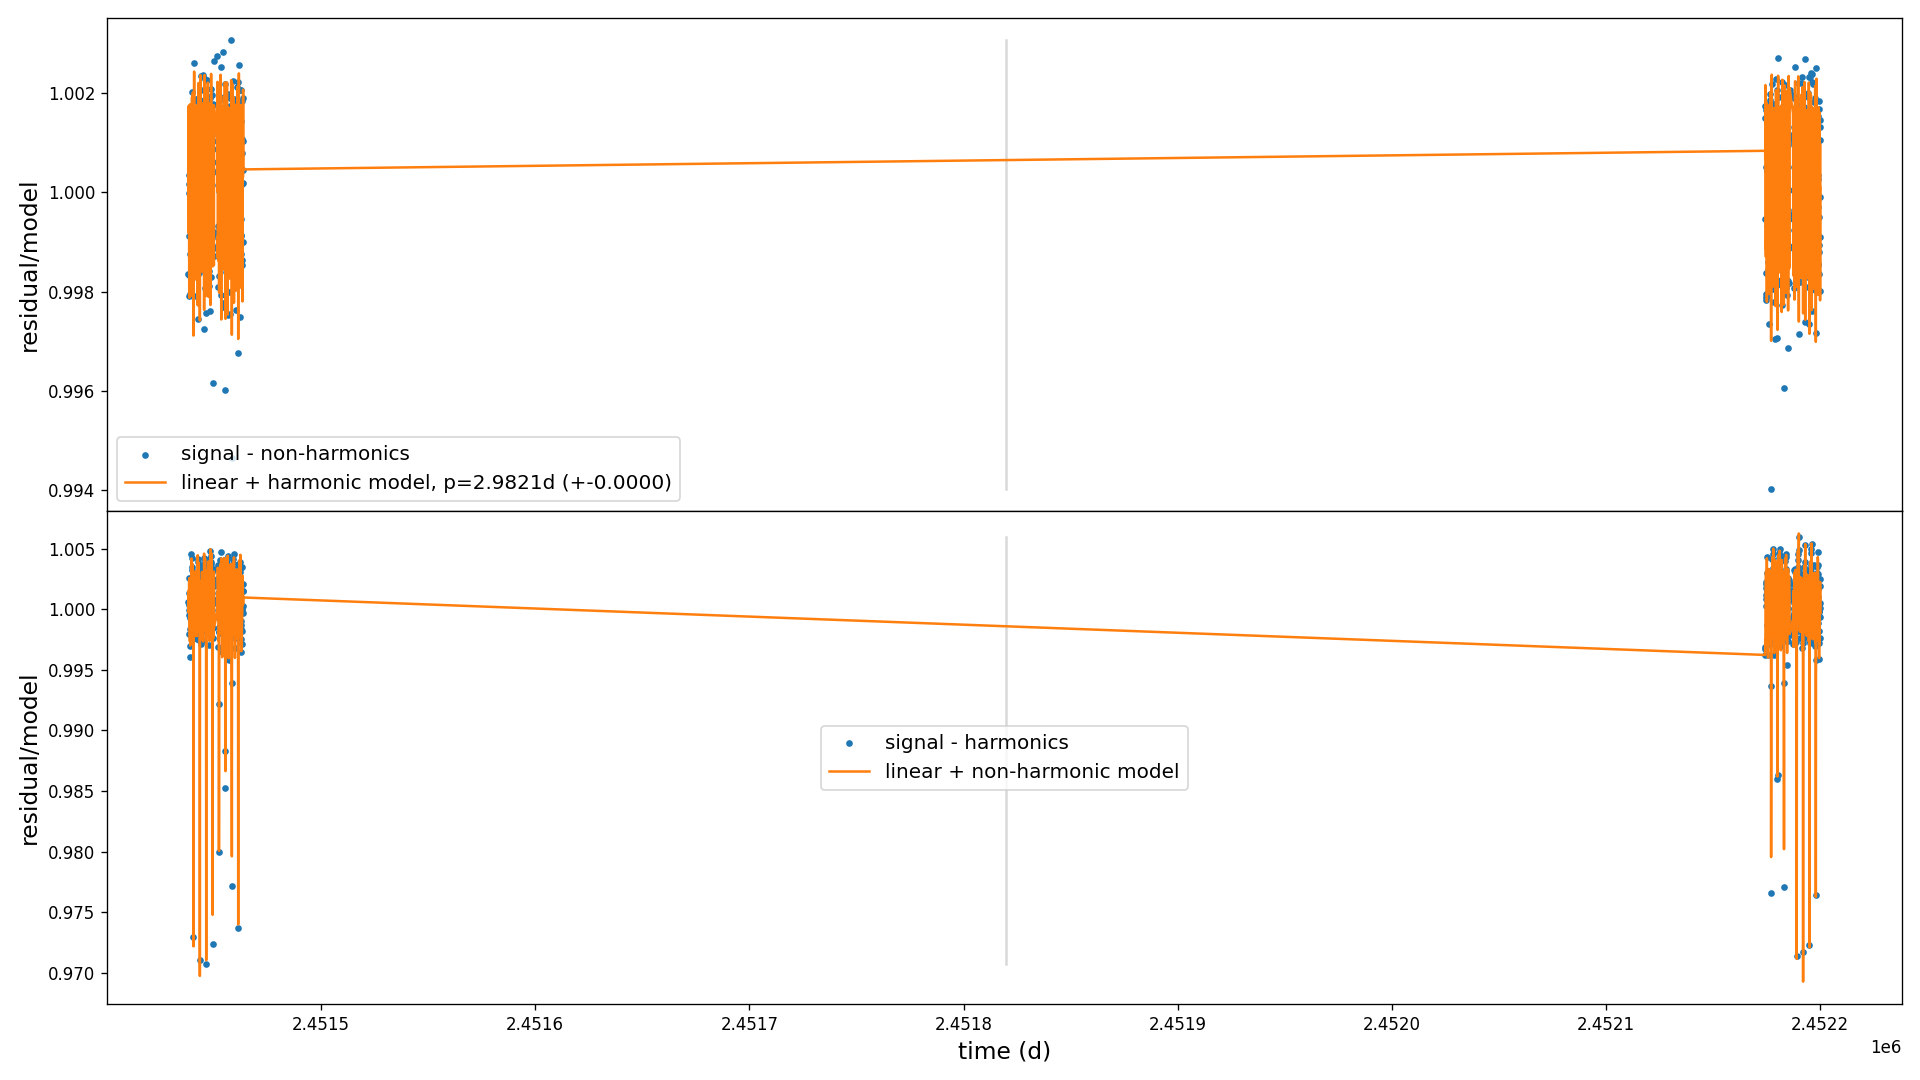 1.002
1.000
0.998
0.996
0.994
residual/model
signal - non-harmonics
linear + harmonic model, p=2.9821d (+-0.0000)
1.005
1.000
0.995
0.990
0.985
0.980
0.975
0.970
residual/model
signal - harmonics
linear + non-harmonic model
2.4515
2.4516
2.4517
2.4518
2.4519
2.4520
2.4521
2.4522
1e6
time (d)